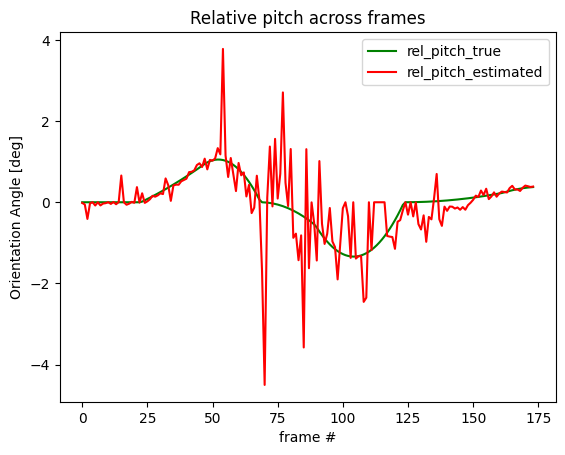 Relative pitch across frames
rel_pitch_true
rel_pitch_estimated
Orientation Angle [deg]
4
2
0
−2
−4
0
25
50
75
100
125
150
175
frame #